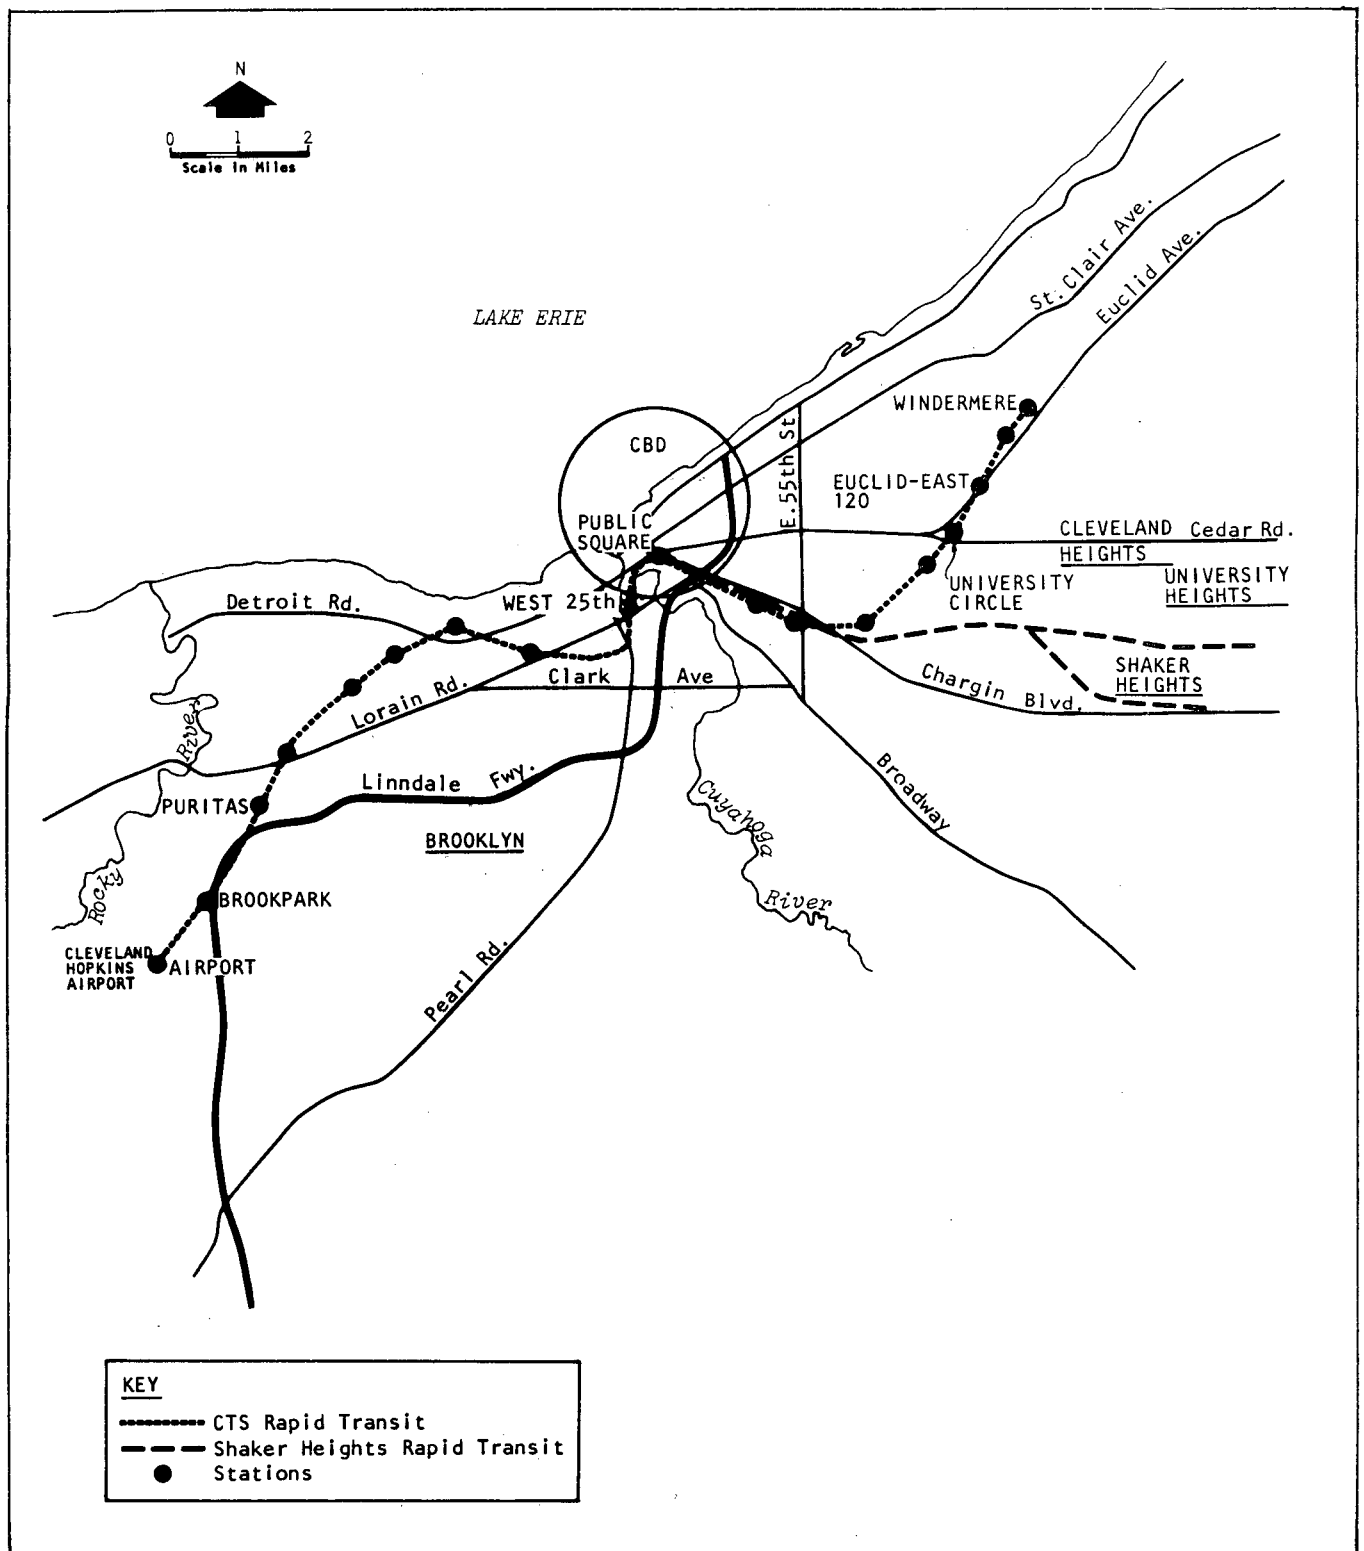 N
0 1 2
Scale in Miles
LAKE ERIE
St. Clair Ave.
Euclid Ave.
WINDERMERE
CBD
E. 55th St
EUCLID-EAST
120
PUBLIC
SQUARE
CLEVELAND
HEIGHTS
Cedar Rd.
UNIVERSITY
HEIGHTS
UNIVERSITY
CIRCLE
WEST 25th
Detroit Rd.
SHAKER
HEIGHTS
Clark Ave
Chargin Blvd.
Lorain Rd.
River
Rocky
Linndale Fwy.
PURITAS
Broadway
Cuyahoga
River
BROOKLYN
BROOKPARK
CLEVELAND
HOPKINS
AIRPORT
AIRPORT
Pearl Rd.
KEY
CTS Rapid Transit
Shaker Heights Rapid Transit
Stations